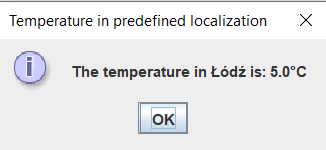 Temperature in predefined localization
The temperature in Łódź is: 5.0°C
OK